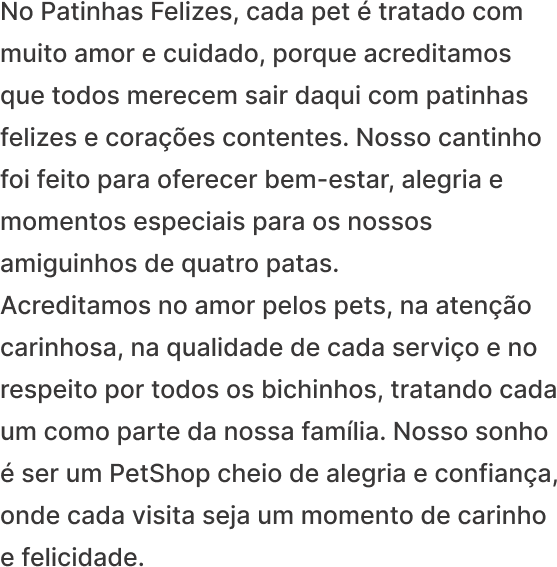 No Patinhas Felizes, cada pet é tratado com
muito amor e cuidado, porque acreditamos
que todos merecem sair daqui com patinhas
felizes e corações contentes. Nosso cantinho
foi feito para oferecer bem-estar, alegria e
momentos especiais para os nossos
amiguinhos de quatro patas.
Acreditamos no amor pelos pets, na atenção
carinhosa, na qualidade de cada serviço e no
respeito por todos os bichinhos, tratando cada
um como parte da nossa família. Nosso sonho
é ser um PetShop cheio de alegria e confiança,
onde cada visita seja um momento de carinho
e felicidade.